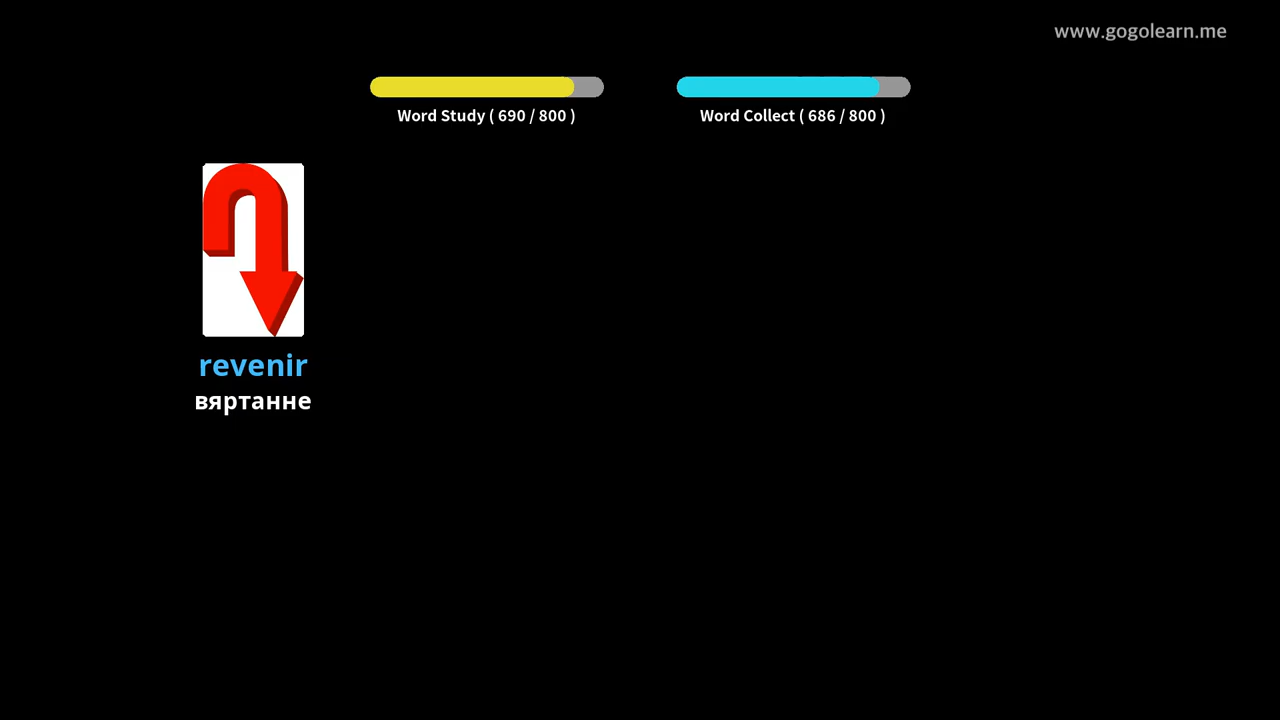 www.gogolearn.me
Word Study ( 690 / 800 )
Word Collect ( 686 / 800 )
revenir
вяртанне